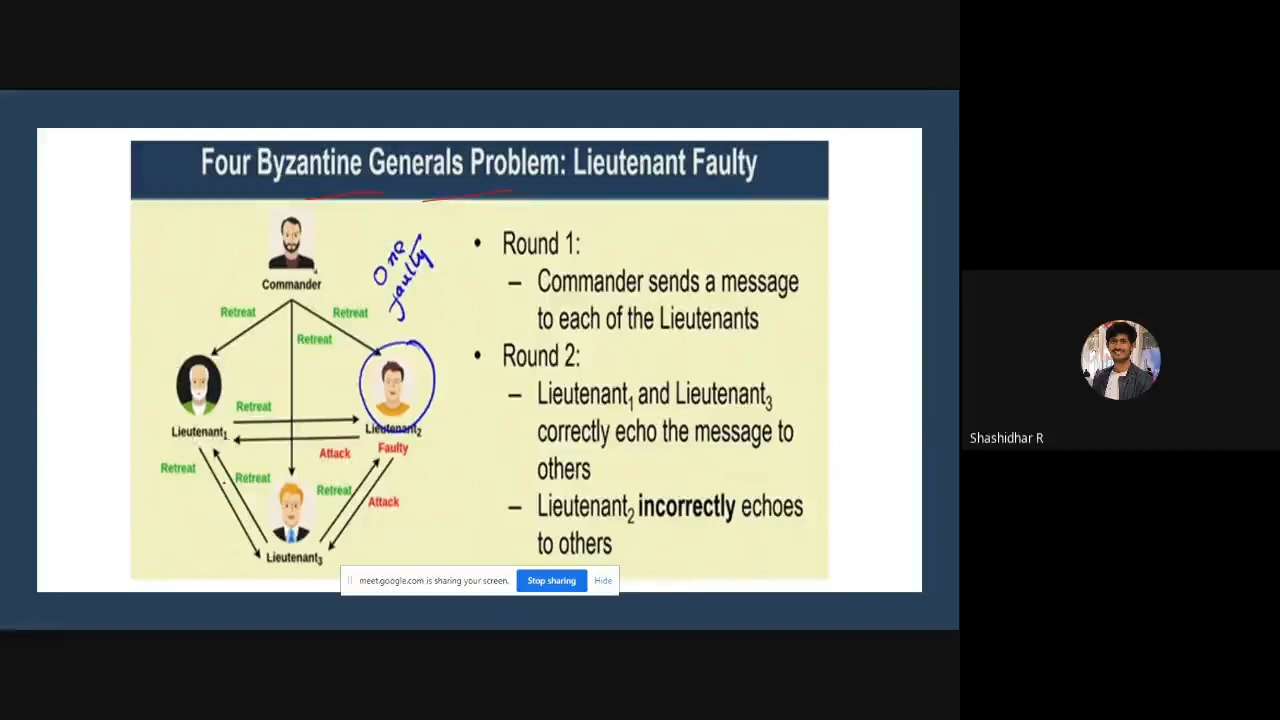 Four Byzantine Generals Problem: Lieutenant Faulty
Commander
Retreat
Retreat
Retreat
One
faulty
Lieutenant1
Retreat
Attack
Lieutenant2
Faulty
Retreat
Retreat
Retreat
Attack
Lieutenant3
• Round 1:
– Commander sends a message
to each of the Lieutenants
• Round 2:
– Lieutenant1 and Lieutenant3
correctly echo the message to
others
– Lieutenant2 incorrectly echoes
to others
meet.google.com is sharing your screen. Stop sharing Hide
Shashidhar R